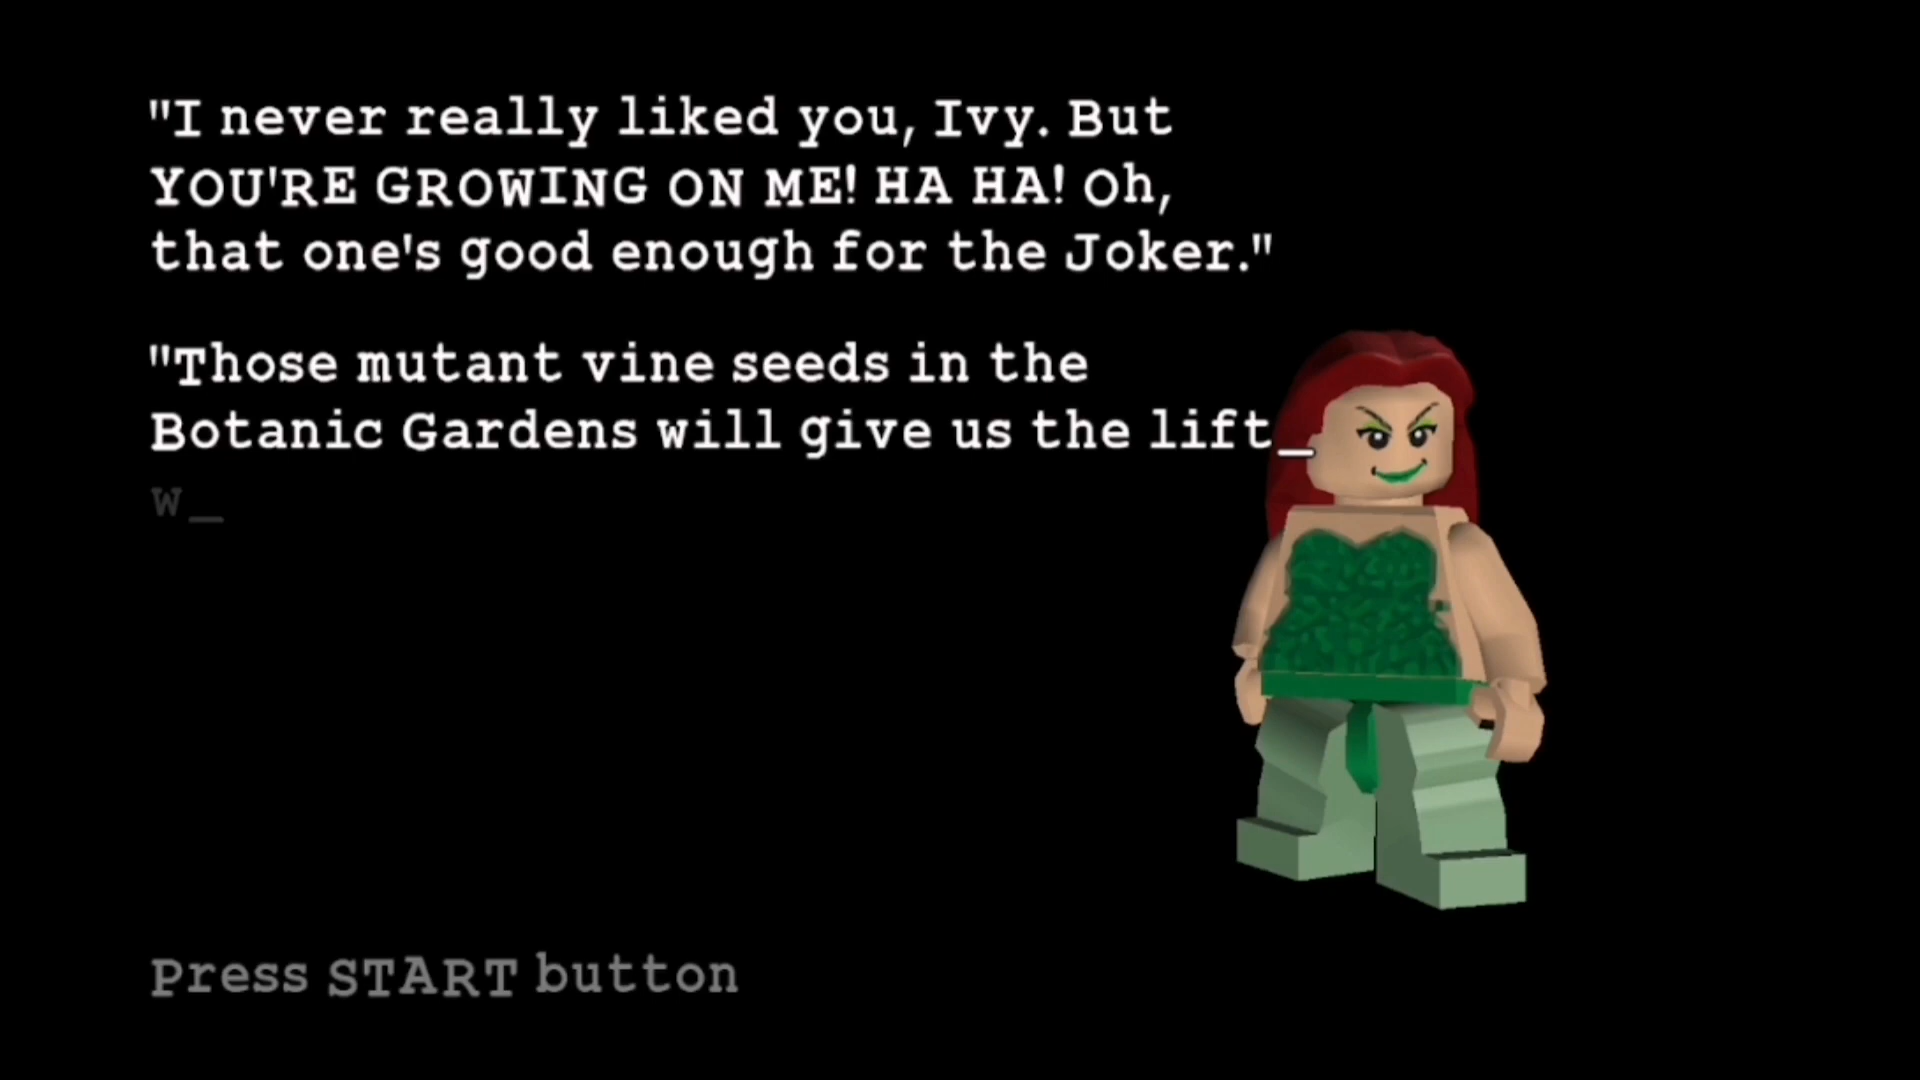 "I never really liked you, Ivy. But
YOU'RE GROWING ON ME! HA HA! Oh,
that one's good enough for the Joker."
"Those mutant vine seeds in the
Botanic Gardens will give us the lift_
w_
Press START button